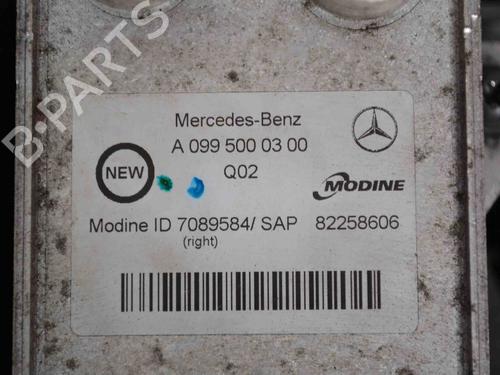 B-PARTS
Mercedes-Benz
A 099 500 03 00
NEW
Q02
MODINE
Modine ID 7089584/ SAP 82258606
(right)